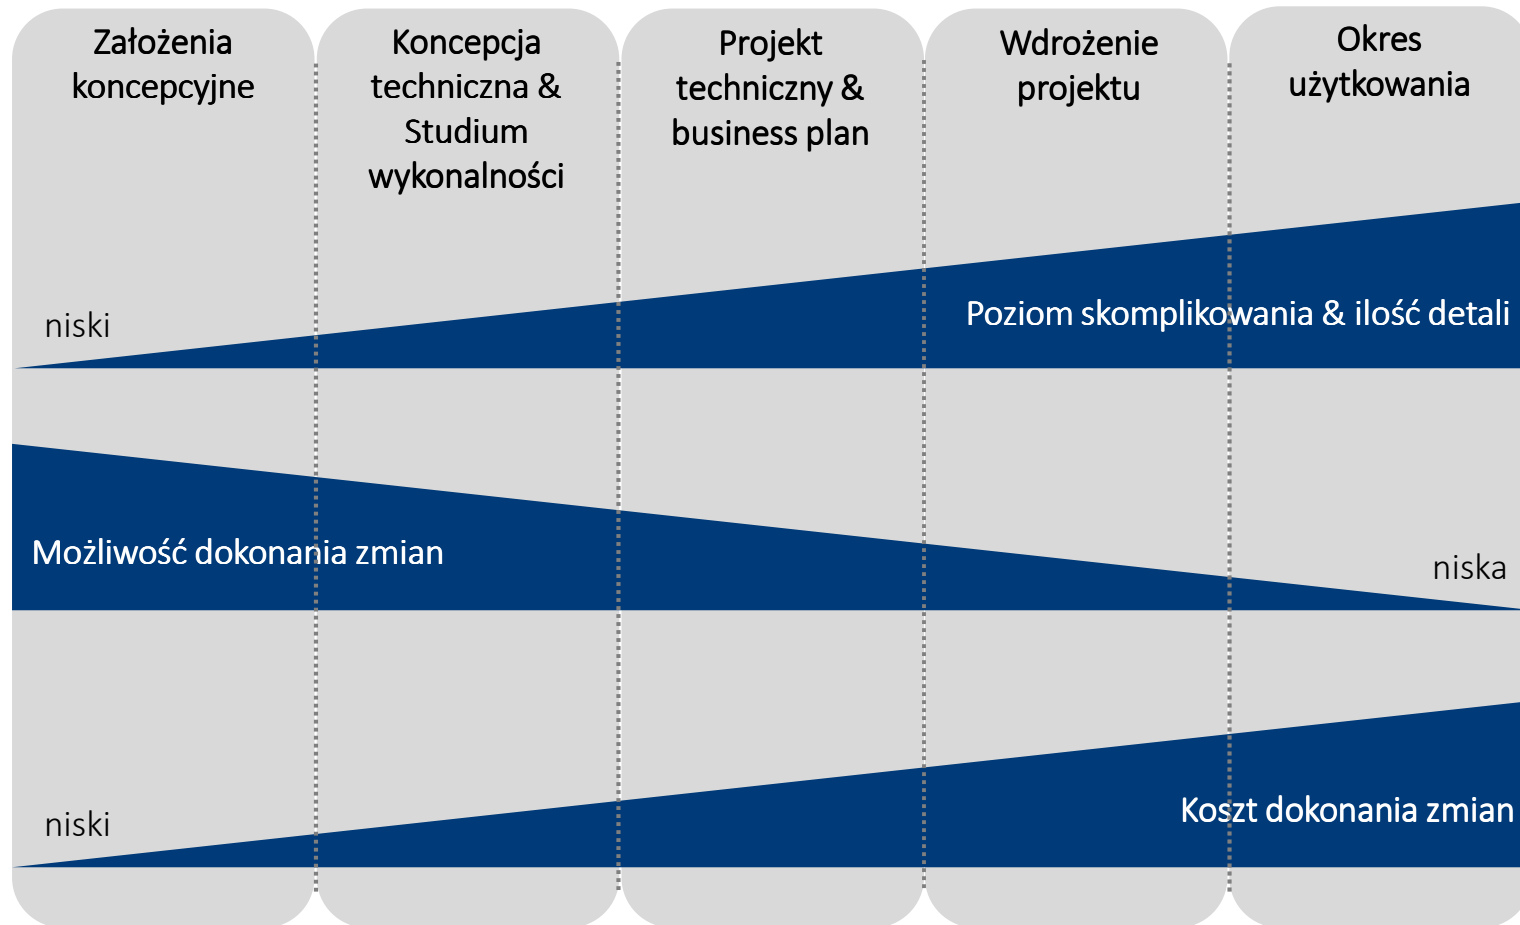 Założenia
koncepcyjne
Koncepcja
techniczna &
Studium
wykonalności
Projekt
techniczny &
business plan
Wdrożenie
projektu
Okres
użytkowania
niski
Poziom skomplikowania & ilość detali
Możliwość dokonania zmian
niska
niski
Koszt dokonania zmian